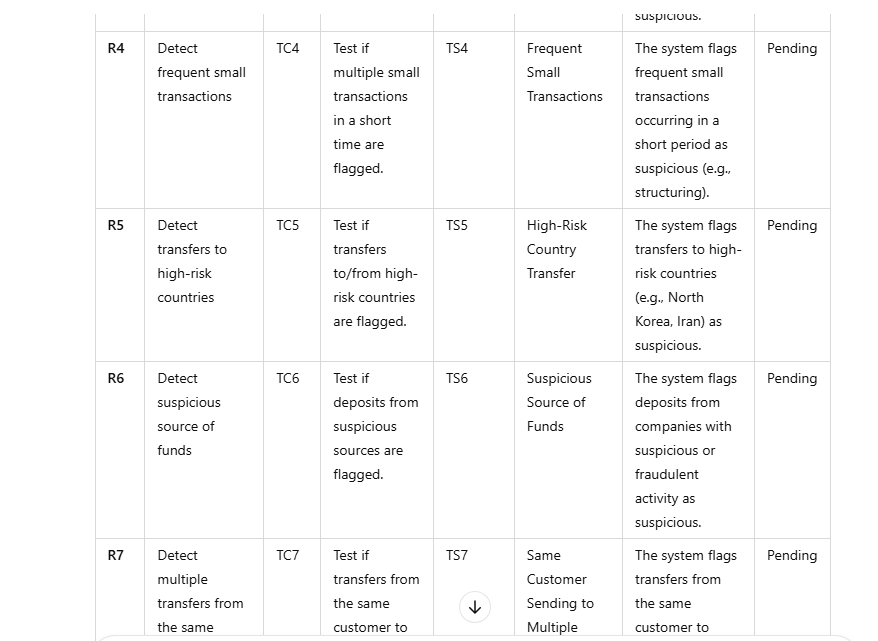 suspicious.
R4
Detect
frequent small
transactions
TC4
Test if
multiple small
transactions
in a short
time are
flagged.
TS4
Frequent
Small
Transactions
The system flags
frequent small
transactions
occurring in a
short period as
suspicious (e.g.,
structuring).
Pending
R5
Detect
transfers to
high-risk
countries
TC5
Test if
transfers
to/from high-
risk countries
are flagged.
TS5
High-Risk
Country
Transfer
The system flags
transfers to high-
risk countries
(e.g., North
Korea, Iran) as
suspicious.
Pending
R6
Detect
suspicious
source of
funds
TC6
Test if
deposits from
suspicious
sources are
flagged.
TS6
Suspicious
Source of
Funds
The system flags
deposits from
companies with
suspicious or
fraudulent
activity as
suspicious.
Pending
R7
Detect
multiple
transfers from
the same
TC7
Test if
transfers from
the same
customer to
TS7
Same
Customer
Sending to
Multiple
The system flags
transfers from
the same
customer to
Pending